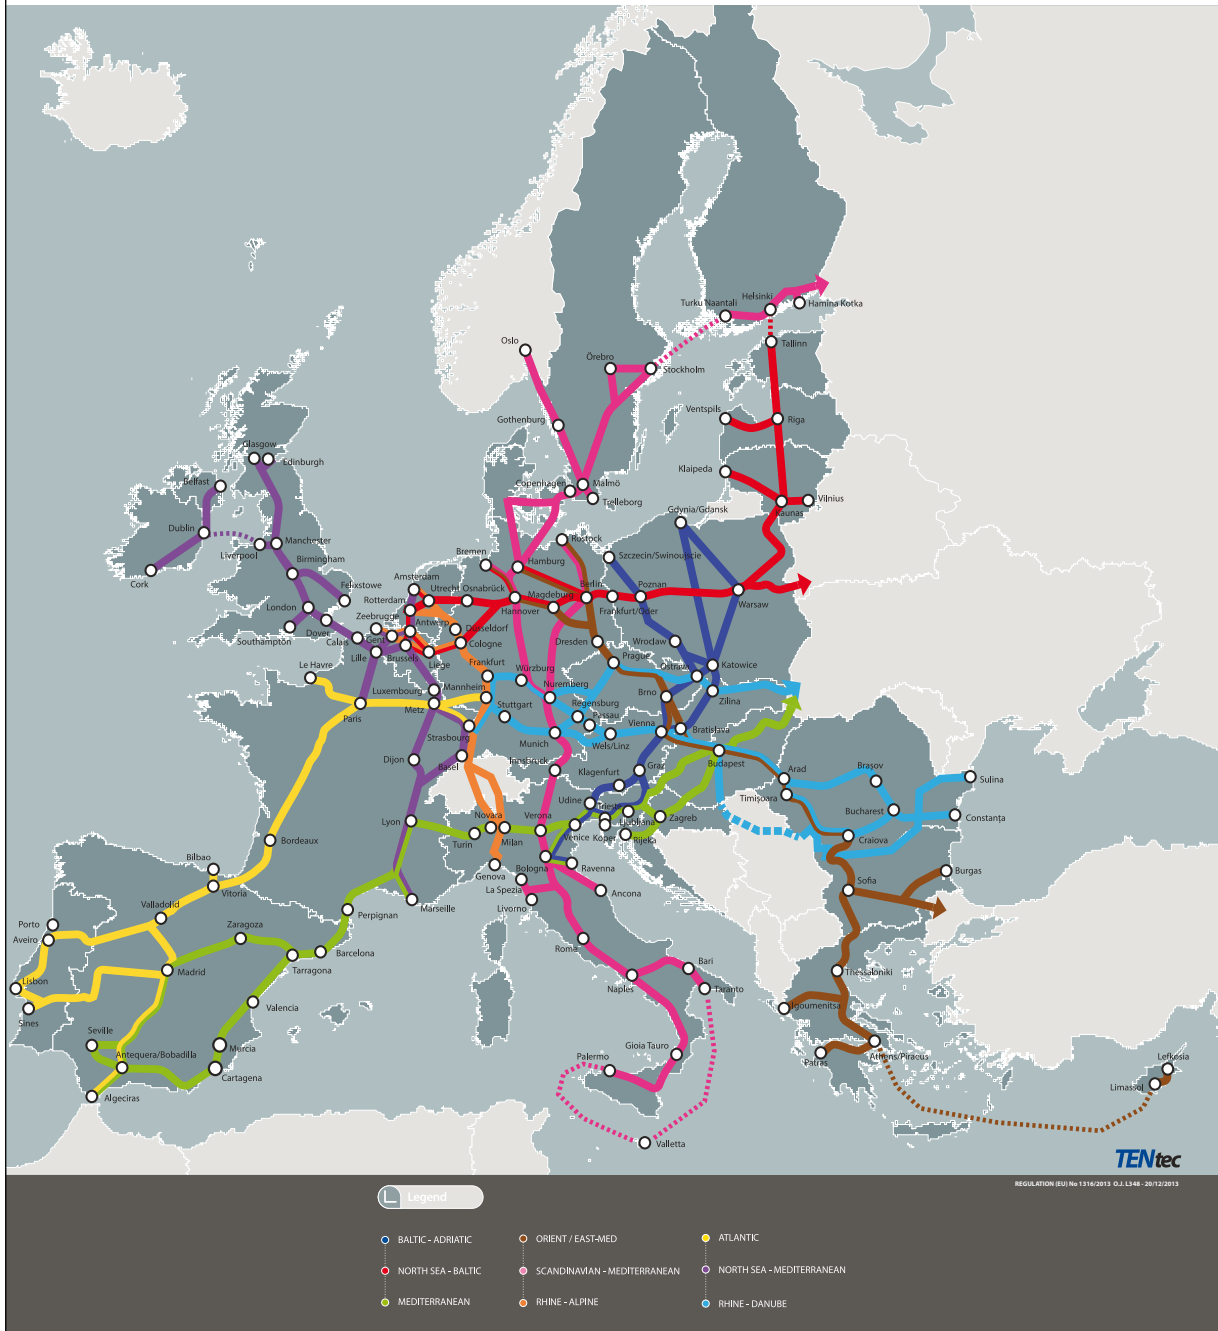 Turku Naantali
Helsinki
Hamina Kotka
Oslo
Tallinn
Örebro
Stockholm
Ventspils
Riga
Gothenburg
Glasgow
Edinburgh
Klaipeda
Belfast
Copenhagen
Malmö
Trelleborg
Vilnius
Kaunas
Gdynia/Gdansk
Dublin
Liverpool
Manchester
Rostock
Bremen
Hamburg
Szczecin/Swinoujscie
Birmingham
Cork
Amsterdam
Felixstowe
Utrecht
Osnabrück
Berlin
Poznan
Rotterdam
Magdeburg
Warsaw
London
Zeebrugge
Hannover
Frankfurt/Oder
Southampton
Dover
Antwerp
Düsseldorf
Calais
Gent
Cologne
Dresden
Wrocław
Lille
Brussels
Liege
Le Havre
Frankfurt
Würzburg
Prague
Ostrava
Katowice
Luxembourg
Mannheim
Nuremberg
Brno
Zilina
Metz
Stuttgart
Regensburg
Paris
Passau
Vienna
Bratislava
Strasbourg
Munich
Wels/Linz
Dijon
Basel
Innsbruck
Klagenfurt
Graz
Budapest
Arad
Braşov
Sulina
Timişoara
Udine
Trieste
Bucharest
Constanţa
Lyon
Novara
Verona
Ljubljana
Zagreb
Turin
Milan
Venice
Koper
Rijeka
Craiova
Bordeaux
Bilbao
Genova
Bologna
Ravenna
Vitoria
La Spezia
Ancona
Sofia
Burgas
Valladolid
Livorno
Marseille
Porto
Zaragoza
Perpignan
Aveiro
Rome
Madrid
Barcelona
Tarragona
Bari
Thessaloniki
Lisbon
Naples
Taranto
Sines
Valencia
Igoumenitsa
Seville
Murcia
Gioia Tauro
Athens/Piraeus
Antequera/Bobadilla
Palermo
Patras
Lefkosia
Cartagena
Limassol
Algeciras
Valletta
TENtec
REGULATION (EU) No 1316/2013 O.J. L348 - 20/12/2013
Legend
BALTIC - ADRIATIC
ORIENT / EAST-MED
ATLANTIC
NORTH SEA - BALTIC
SCANDINAVIAN - MEDITERRANEAN
NORTH SEA - MEDITERRANEAN
MEDITERRANEAN
RHINE - ALPINE
RHINE - DANUBE